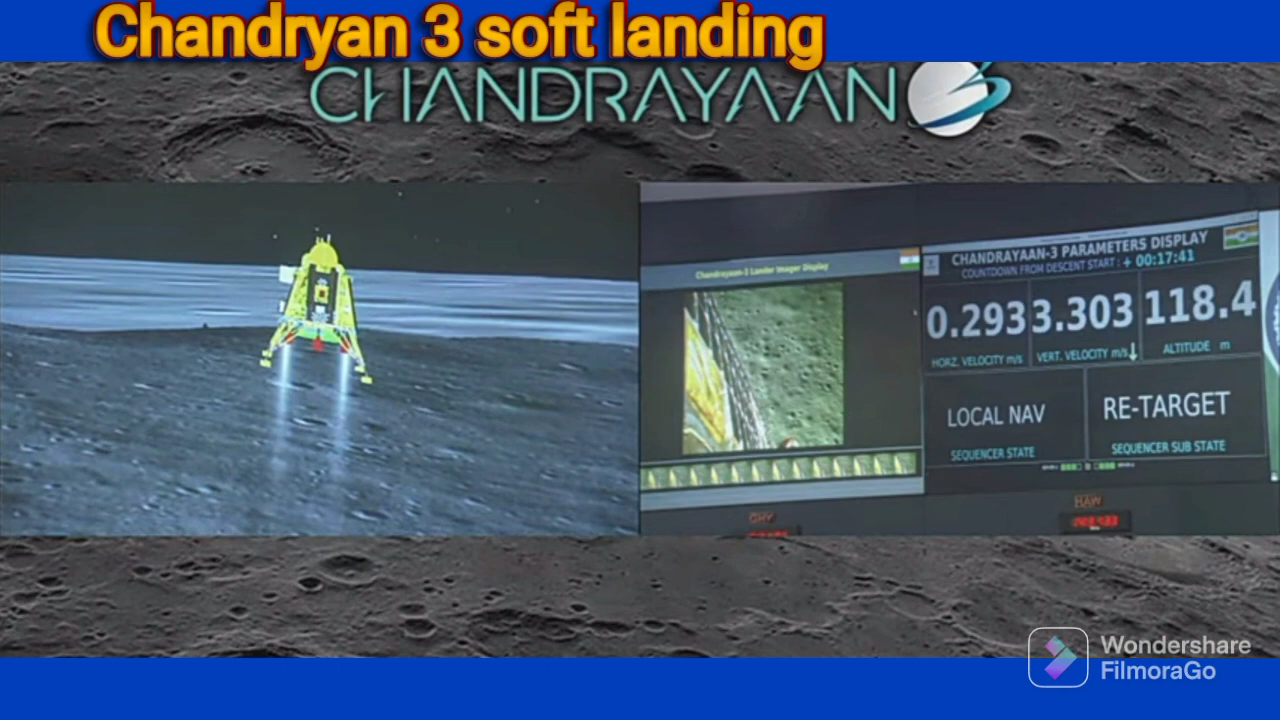 Chandryan 3 soft landing
CHANDRAYAAN 3
Chandrayaan-3 Lander Imager Display
CHANDRAYAAN-3 PARAMETERS DISPLAY
COUNTDOWN FROM DESCENT START : + 00:17:41
0.293 3.303 118.4
HORZ. VELOCITY m/s VERT. VELOCITY m/s ALTITUDE m
LOCAL NAV RE-TARGET
SEQUENCER STATE SEQUENCER SUB STATE
Wondershare
FilmoraGo